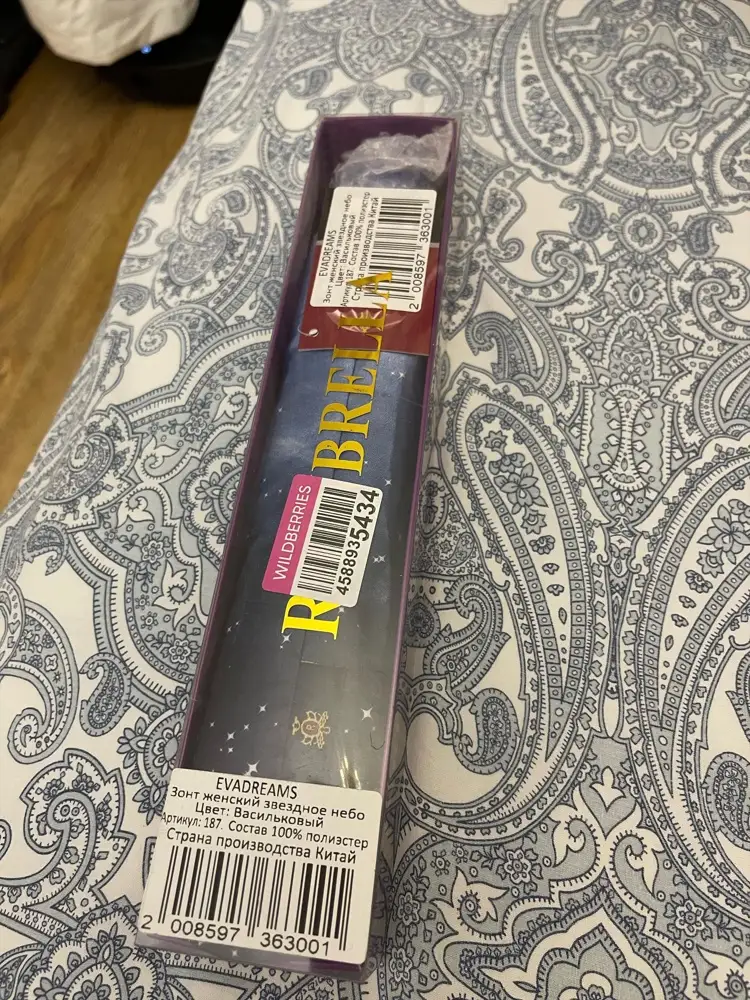 EVADREAMS
Зонт женский звездное небо
Цвет: Васильковый
Артикул: 187. Состав 100% полиэстер
Страна производства Китай
2 008597 363001
BRELLA
WILDBERRIES
4588935434
R
EVADREAMS
Зонт женский звездное небо
Цвет: Васильковый
Артикул: 187. Состав 100% полиэстер
Страна производства Китай
2 008597 363001